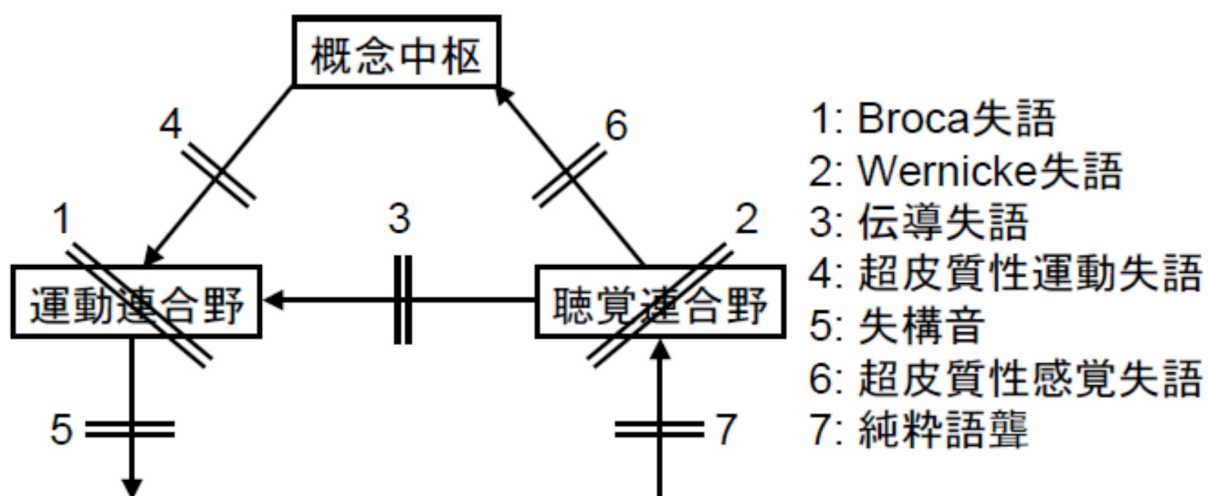 概念中枢
4
6
1
3
2
運動連合野
聴覚連合野
5
7
1: Broca失語
2: Wernicke失語
3: 伝導失語
4: 超皮質性運動失語
5: 失構音
6: 超皮質性感覚失語
7: 純粋語聾